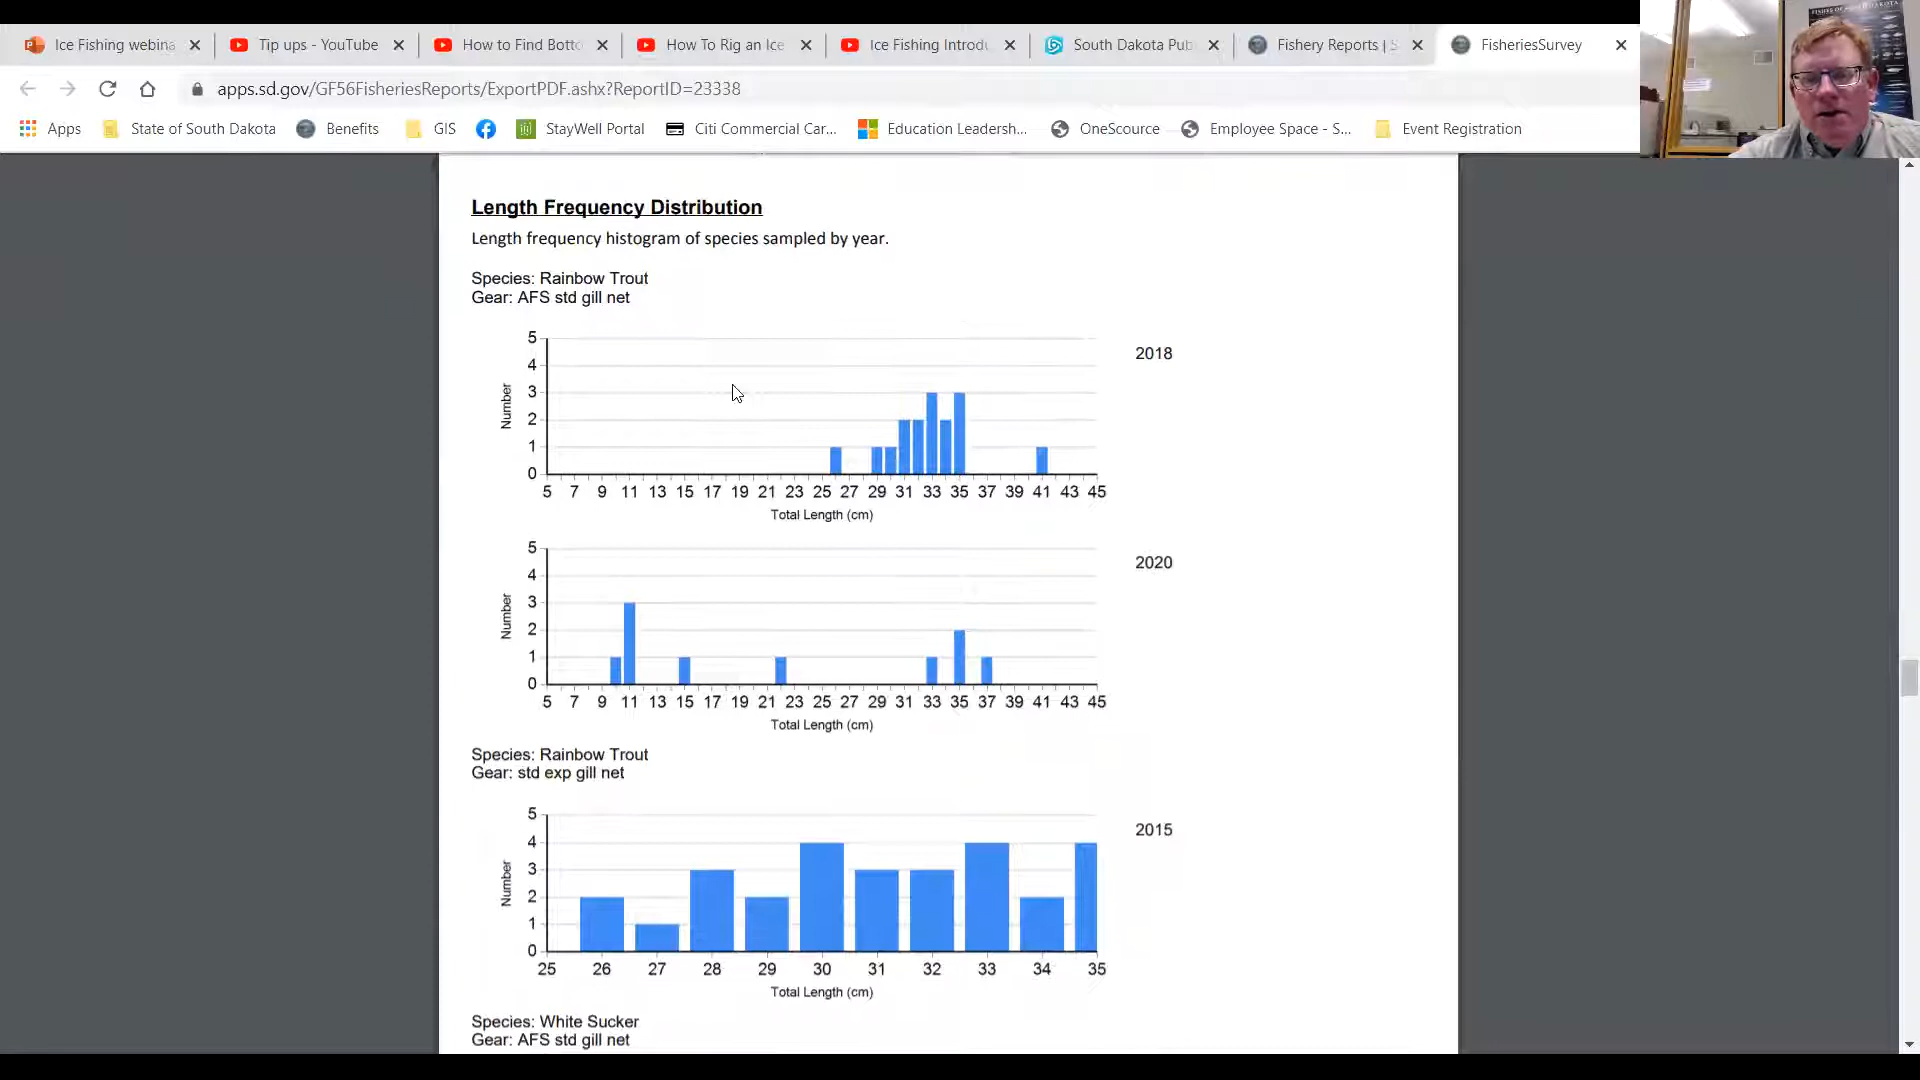 Ice Fishing webina
Tip ups - YouTube
How to Find Botto
How To Rig an Ice
Ice Fishing Introdu
South Dakota Pub
Fishery Reports | S
FisheriesSurvey
FISHES OF SOUTH DAKOTA
apps.sd.gov/GF56FisheriesReports/ExportPDF.ashx?ReportID=23338
Apps
State of South Dakota
Benefits
GIS
StayWell Portal
Citi Commercial Car...
Education Leadersh...
OneScource
Employee Space - S...
Event Registration
Length Frequency Distribution
Length frequency histogram of species sampled by year.
Species: Rainbow Trout
Gear: AFS std gill net
5
4
3
2
1
0
Number
2018
5 7 9 11 13 15 17 19 21 23 25 27 29 31 33 35 37 39 41 43 45
Total Length (cm)
5
4
3
2
1
0
Number
2020
5 7 9 11 13 15 17 19 21 23 25 27 29 31 33 35 37 39 41 43 45
Total Length (cm)
Species: Rainbow Trout
Gear: std exp gill net
5
4
3
2
1
0
Number
2015
25 26 27 28 29 30 31 32 33 34 35
Total Length (cm)
Species: White Sucker
Gear: AFS std gill net